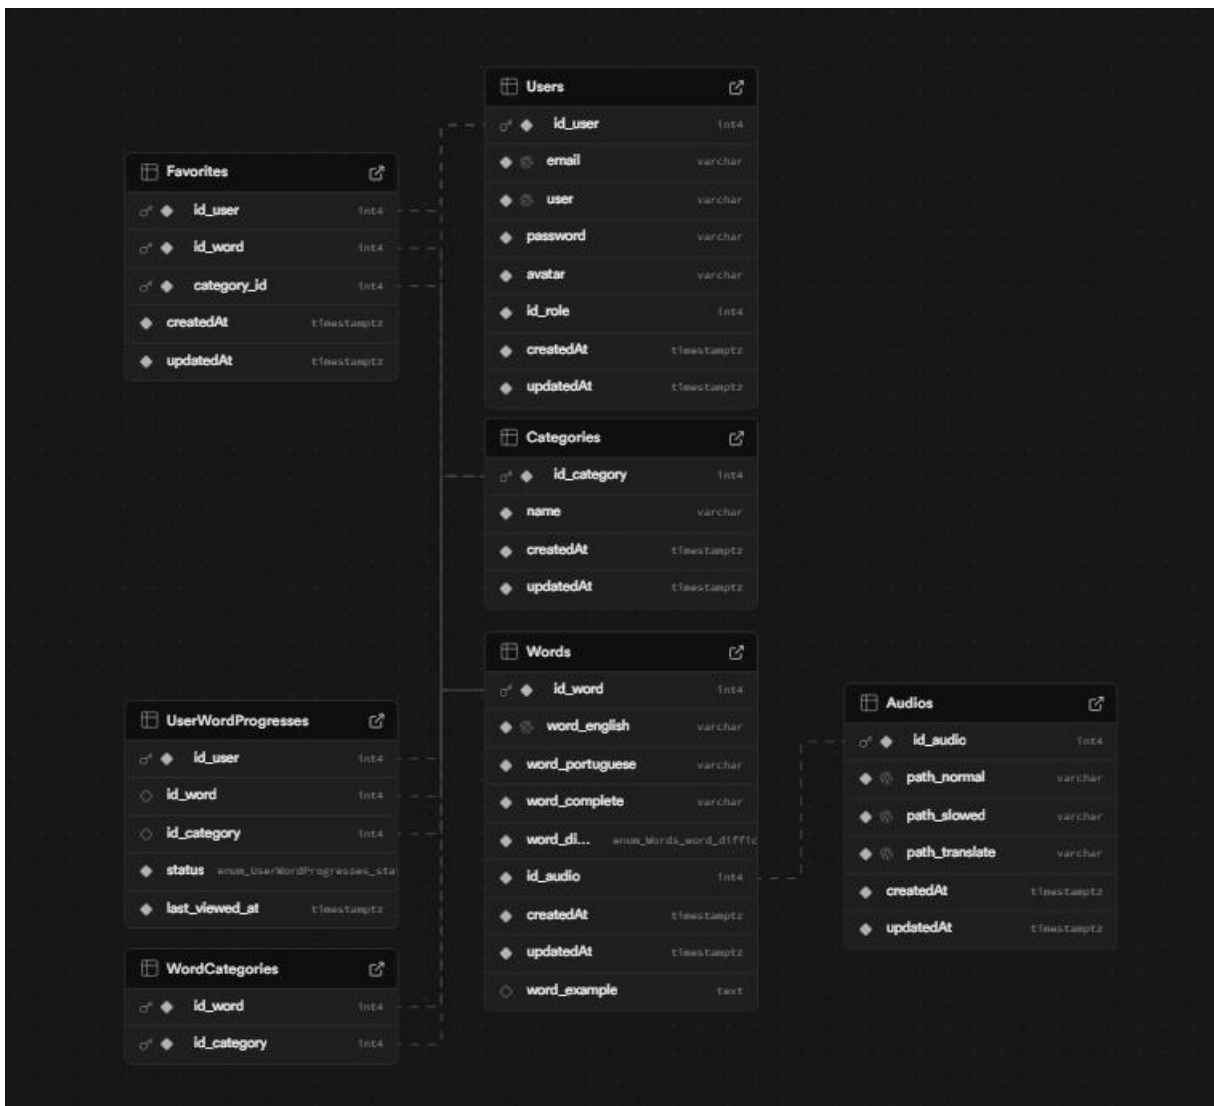 Users
id_user int4
email varchar
user varchar
password varchar
avatar varchar
id_role int4
createdAt timestamptz
updatedAt timestamptz
Favorites
id_user int4
id_word int4
category_id int4
createdAt timestamptz
updatedAt timestamptz
Categories
id_category int4
name varchar
createdAt timestamptz
updatedAt timestamptz
Words
id_word int4
word_english varchar
word_portuguese varchar
word_complete varchar
word_di... enum_Words_word_diffic
id_audio int4
createdAt timestamptz
updatedAt timestamptz
word_example text
Audios
id_audio int4
path_normal varchar
path_slowed varchar
path_translate varchar
createdAt timestamptz
updatedAt timestamptz
UserWordProgresses
id_user int4
id_word int4
id_category int4
status enum_UserWordProgresses_sta
last_viewed_at timestamptz
WordCategories
id_word int4
id_category int4